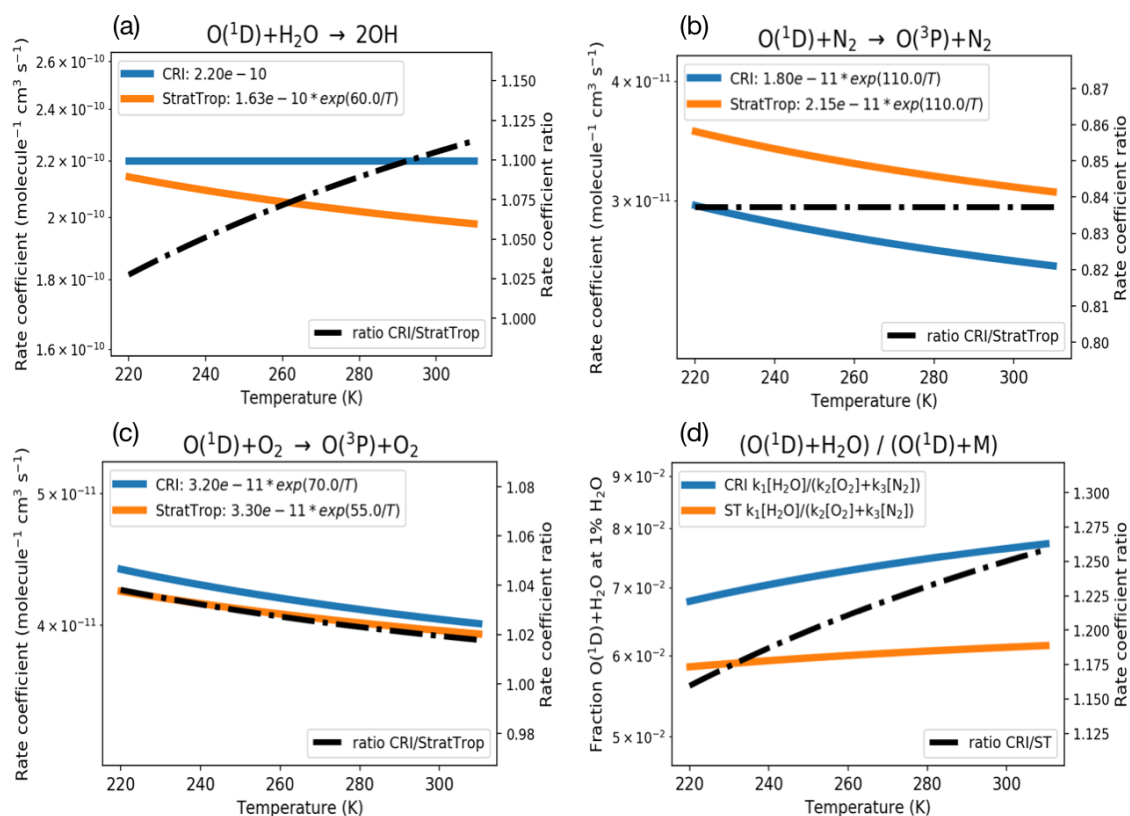 (a)
O(¹D)+H₂O → 2OH
Rate coefficient (molecule⁻¹ cm³ s⁻¹)
2.6 × 10⁻¹⁰
2.4 × 10⁻¹⁰
2.2 × 10⁻¹⁰
2 × 10⁻¹⁰
1.8 × 10⁻¹⁰
1.6 × 10⁻¹⁰
CRI: 2.20e − 10
StratTrop: 1.63e − 10 * exp(60.0/T)
ratio CRI/StratTrop
1.150
1.125
1.100
1.075
1.050
1.025
1.000
Rate coefficient ratio
220 240 260 280 300
Temperature (K)
(b)
O(¹D)+N₂ → O(³P)+N₂
Rate coefficient (molecule⁻¹ cm³ s⁻¹)
4 × 10⁻¹¹
3 × 10⁻¹¹
CRI: 1.80e − 11 * exp(110.0/T)
StratTrop: 2.15e − 11 * exp(110.0/T)
ratio CRI/StratTrop
0.87
0.86
0.85
0.84
0.83
0.82
0.81
0.80
Rate coefficient ratio
220 240 260 280 300
Temperature (K)
(c)
O(¹D)+O₂ → O(³P)+O₂
Rate coefficient (molecule⁻¹ cm³ s⁻¹)
5 × 10⁻¹¹
4 × 10⁻¹¹
CRI: 3.20e − 11 * exp(70.0/T)
StratTrop: 3.30e − 11 * exp(55.0/T)
ratio CRI/StratTrop
1.08
1.06
1.04
1.02
1.00
0.98
Rate coefficient ratio
220 240 260 280 300
Temperature (K)
(d)
(O(¹D)+H₂O) / (O(¹D)+M)
Fraction O(¹D)+H₂O at 1% H₂O
9 × 10⁻²
8 × 10⁻²
7 × 10⁻²
6 × 10⁻²
5 × 10⁻²
CRI k₁[H₂O]/(k₂[O₂]+k₃[N₂])
ST k₁[H₂O]/(k₂[O₂]+k₃[N₂])
ratio CRI/ST
1.300
1.275
1.250
1.225
1.200
1.175
1.150
1.125
Rate coefficient ratio
220 240 260 280 300
Temperature (K)